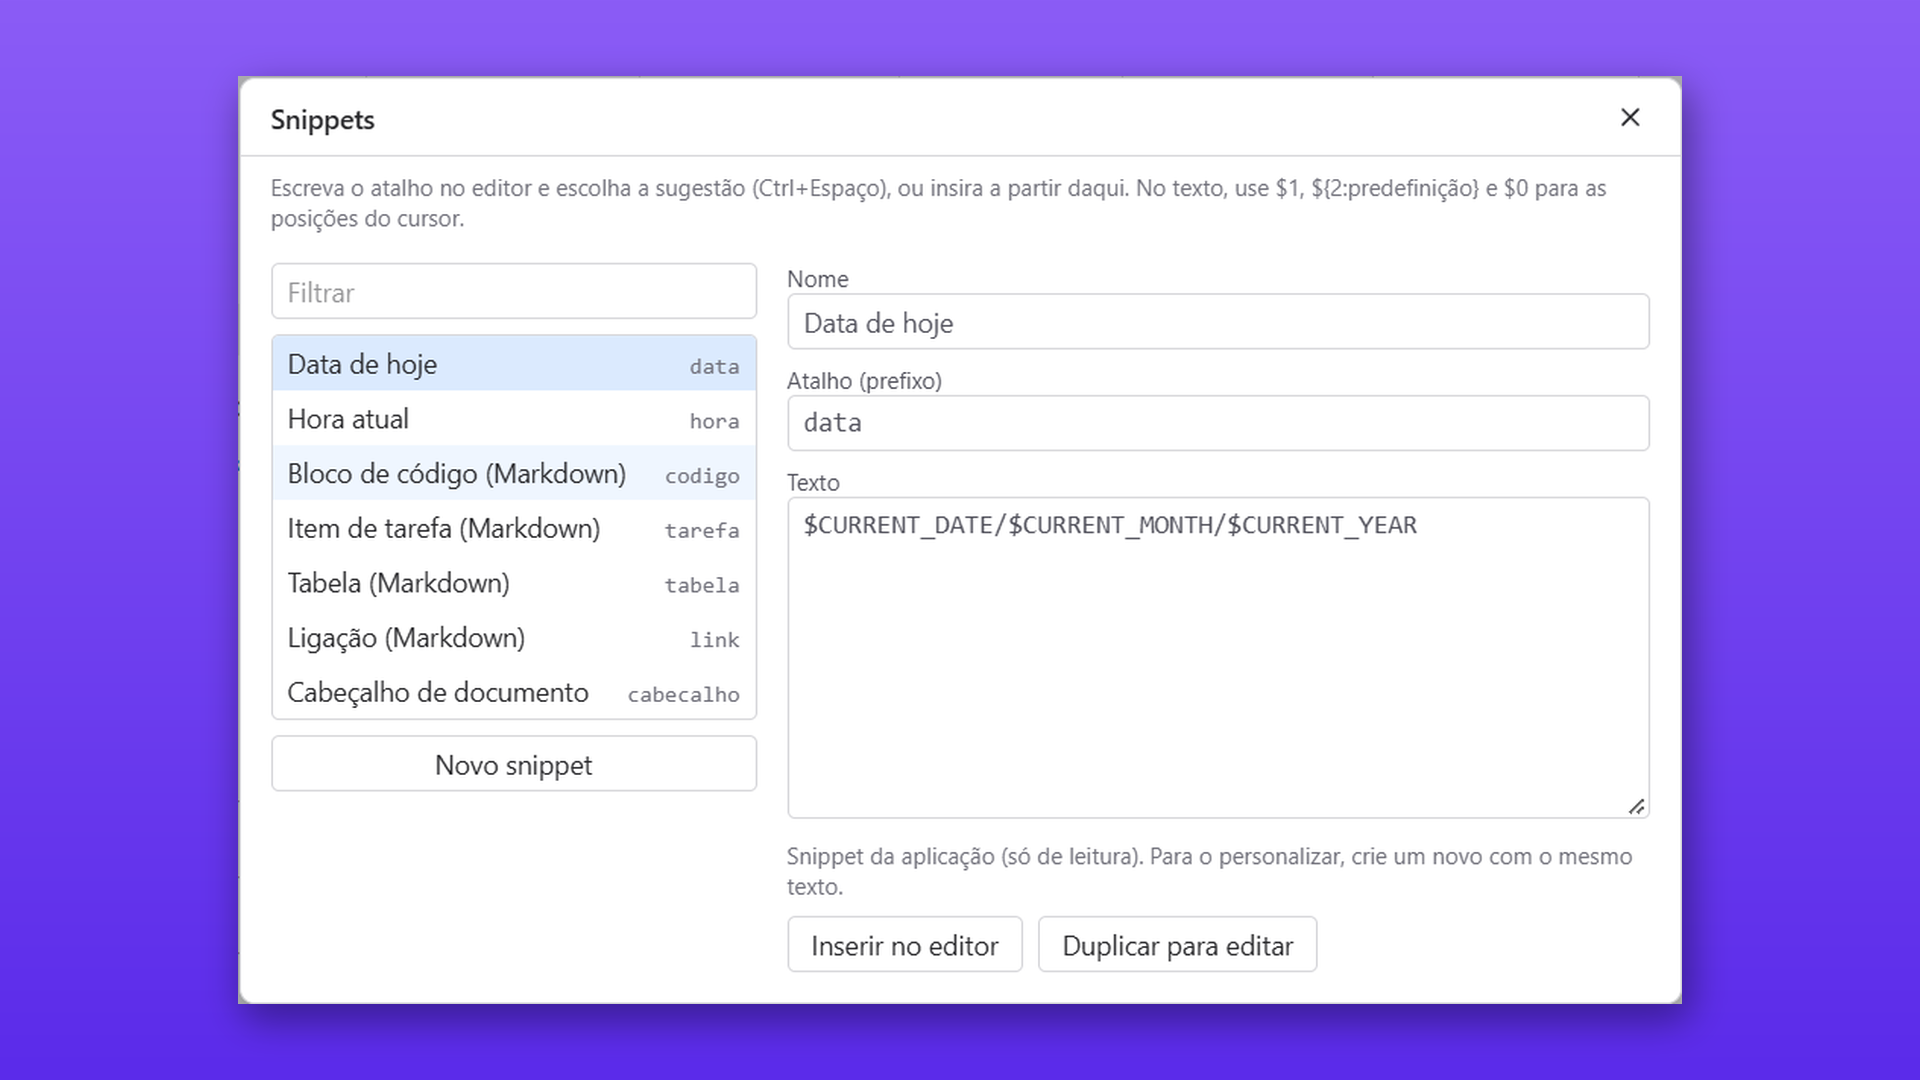 Snippets
Escreva o atalho no editor e escolha a sugestão (Ctrl+Espaço), ou insira a partir daqui. No texto, use $1, ${2:predefinição} e $0 para as
posições do cursor.
Filtrar
Data de hoje data
Hora atual hora
Bloco de código (Markdown) codigo
Item de tarefa (Markdown) tarefa
Tabela (Markdown) tabela
Ligação (Markdown) link
Cabeçalho de documento cabecalho
Novo snippet
Nome
Data de hoje
Atalho (prefixo)
data
Texto
$CURRENT_DATE/$CURRENT_MONTH/$CURRENT_YEAR
Snippet da aplicação (só de leitura). Para o personalizar, crie um novo com o mesmo
texto.
Inserir no editor
Duplicar para editar